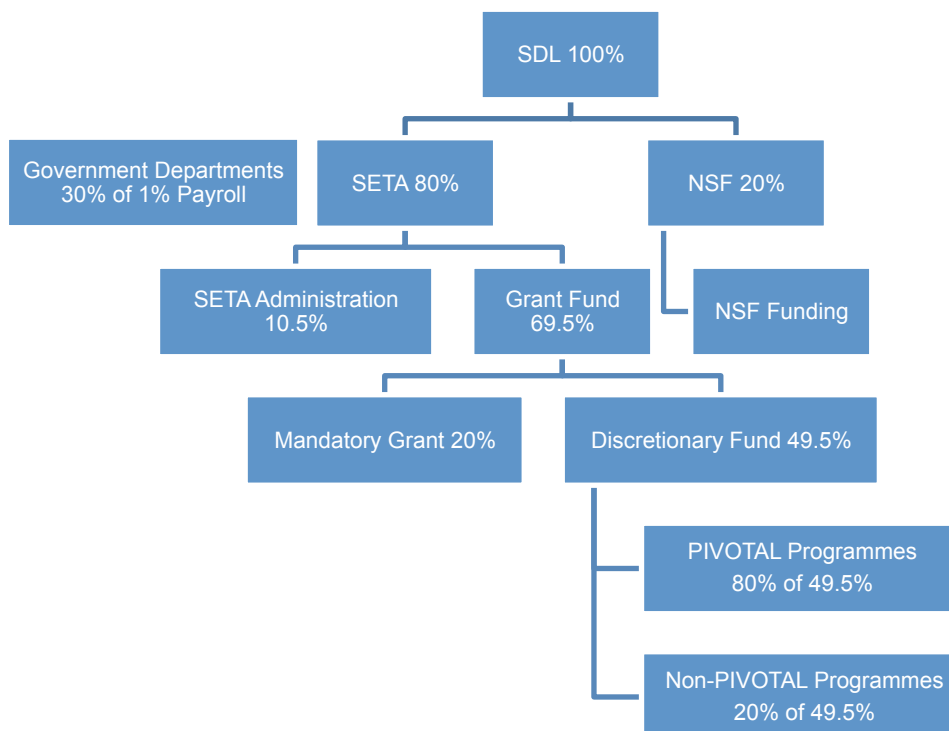 SDL 100%
Government Departments
30% of 1% Payroll
SETA 80%
NSF 20%
SETA Administration
10.5%
Grant Fund
69.5%
NSF Funding
Mandatory Grant 20%
Discretionary Fund 49.5%
PIVOTAL Programmes
80% of 49.5%
Non-PIVOTAL Programmes
20% of 49.5%